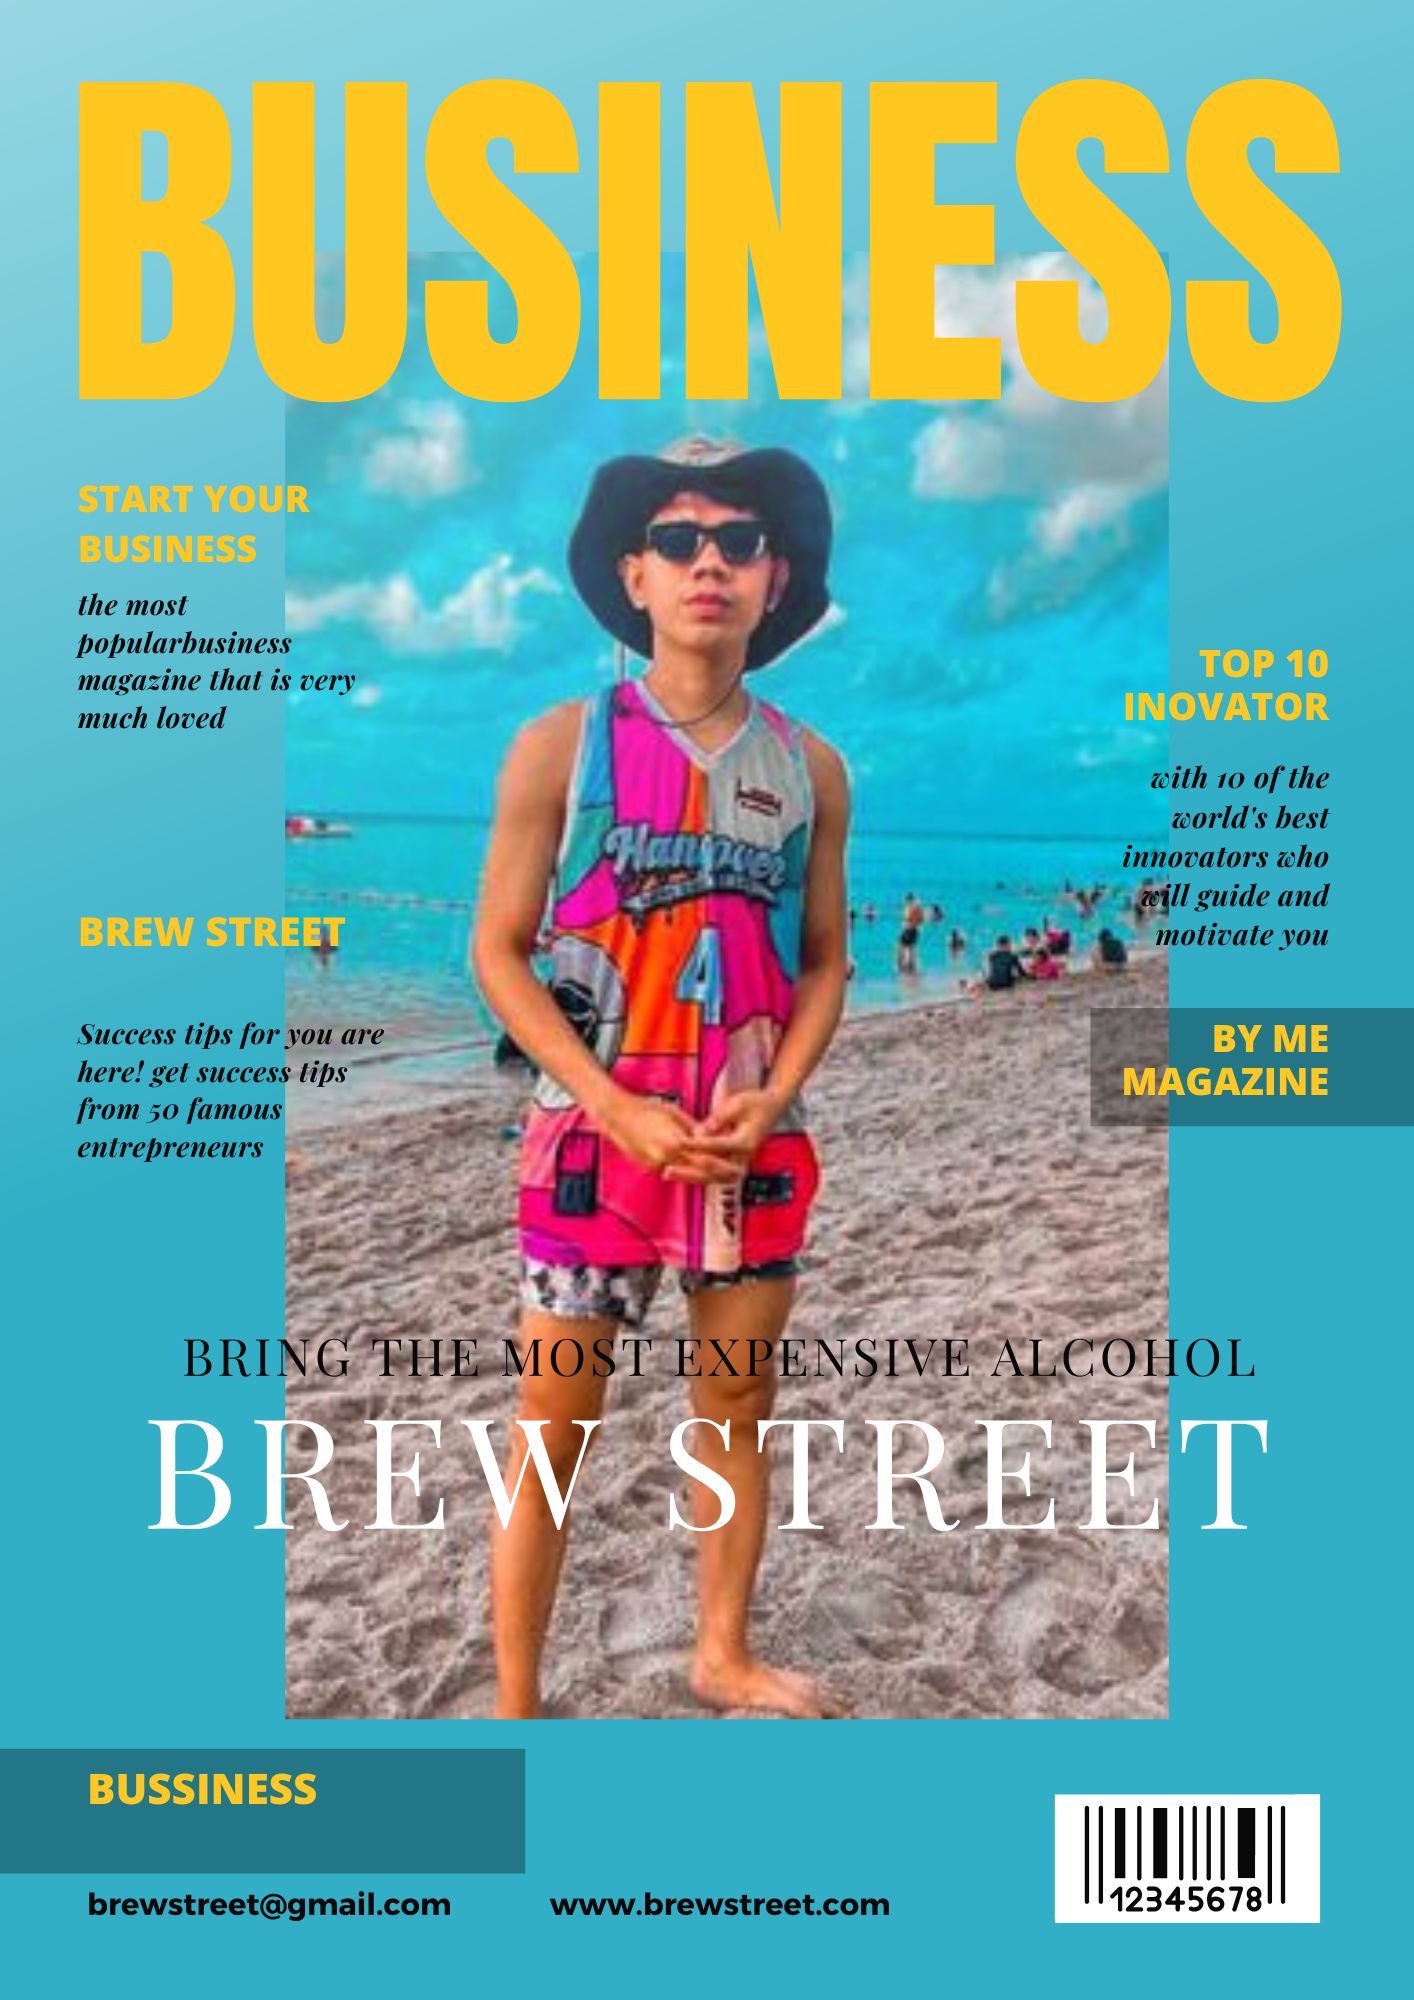 BUSINESS
START YOUR
BUSINESS
the most
popularbusiness
magazine that is very
much loved
TOP 10
INOVATOR
with 10 of the
world's best
innovators who
will guide and
motivate you
BREW STREET
Success tips for you are
here! get success tips
from 50 famous
entrepreneurs
BY ME
MAGAZINE
Hangover
4
BRING THE MOST EXPENSIVE ALCOHOL
BREW STREET
BUSSINESS
brewstreet@gmail.com
www.brewstreet.com
12345678